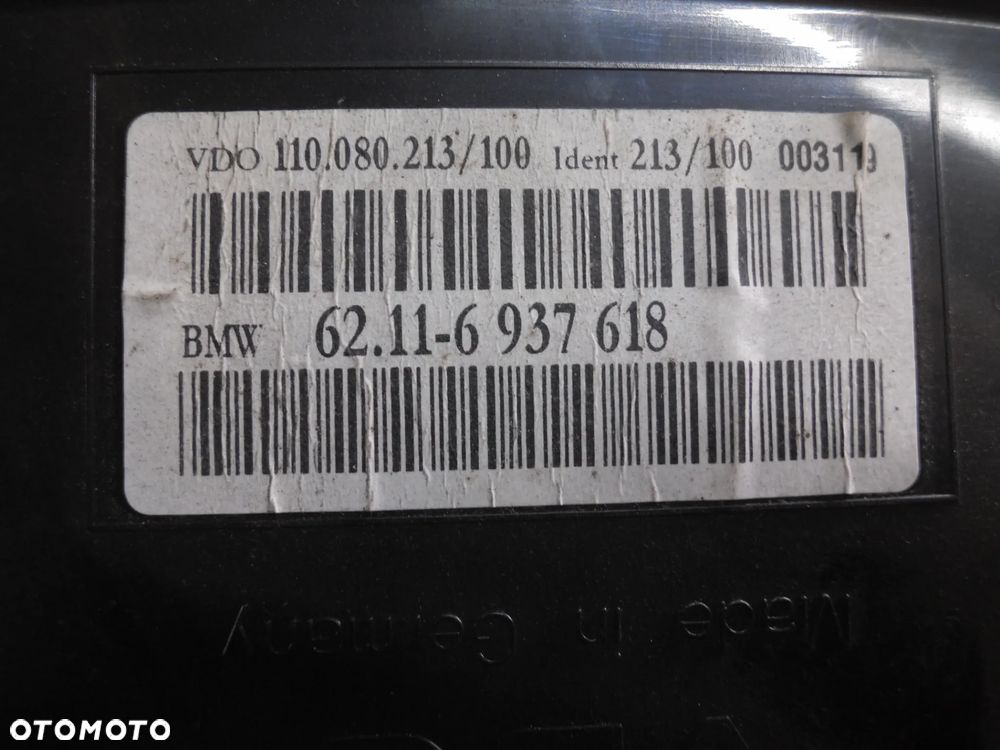 VDO 110.080.213/100 Ident 213/100 003119
BMW 62.11-6 937 618
Made in Germany
OTOMOTO